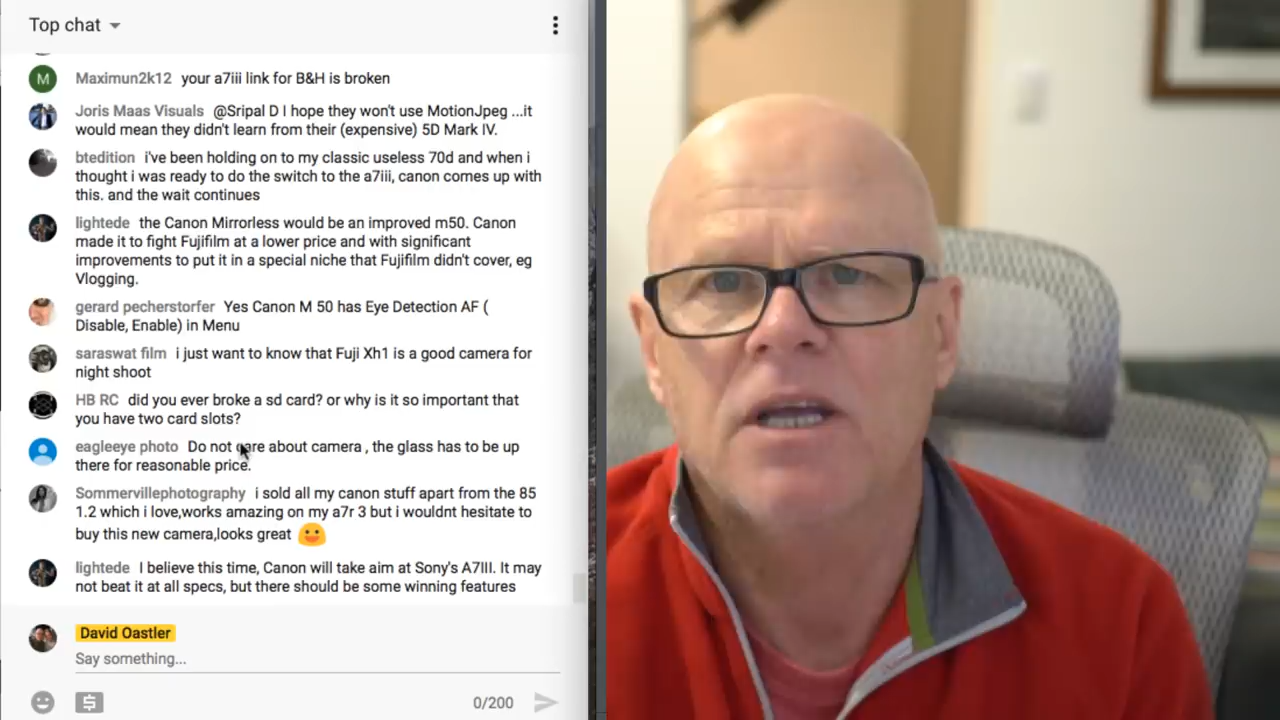 Top chat
M
Maximun2k12 your a7iii link for B&H is broken
Joris Maas Visuals @Sripal D I hope they won't use MotionJpeg ...it
would mean they didn't learn from their (expensive) 5D Mark IV.
btedition i've been holding on to my classic useless 70d and when i
thought i was ready to do the switch to the a7iii, canon comes up with
this. and the wait continues
lightede the Canon Mirrorless would be an improved m50. Canon
made it to fight Fujifilm at a lower price and with significant
improvements to put it in a special niche that Fujifilm didn't cover, eg
Vlogging.
gerard pecherstorfer Yes Canon M 50 has Eye Detection AF (
Disable, Enable) in Menu
saraswat film i just want to know that Fuji Xh1 is a good camera for
night shoot
HB RC did you ever broke a sd card? or why is it so important that
you have two card slots?
eagleeye photo Do not care about camera , the glass has to be up
there for reasonable price.
Sommervillephotography i sold all my canon stuff apart from the 85
1.2 which i love,works amazing on my a7r 3 but i wouldnt hesitate to
buy this new camera,looks great
lightede I believe this time, Canon will take aim at Sony's A7III. It may
not beat it at all specs, but there should be some winning features
David Oastler
Say something...
$
0/200